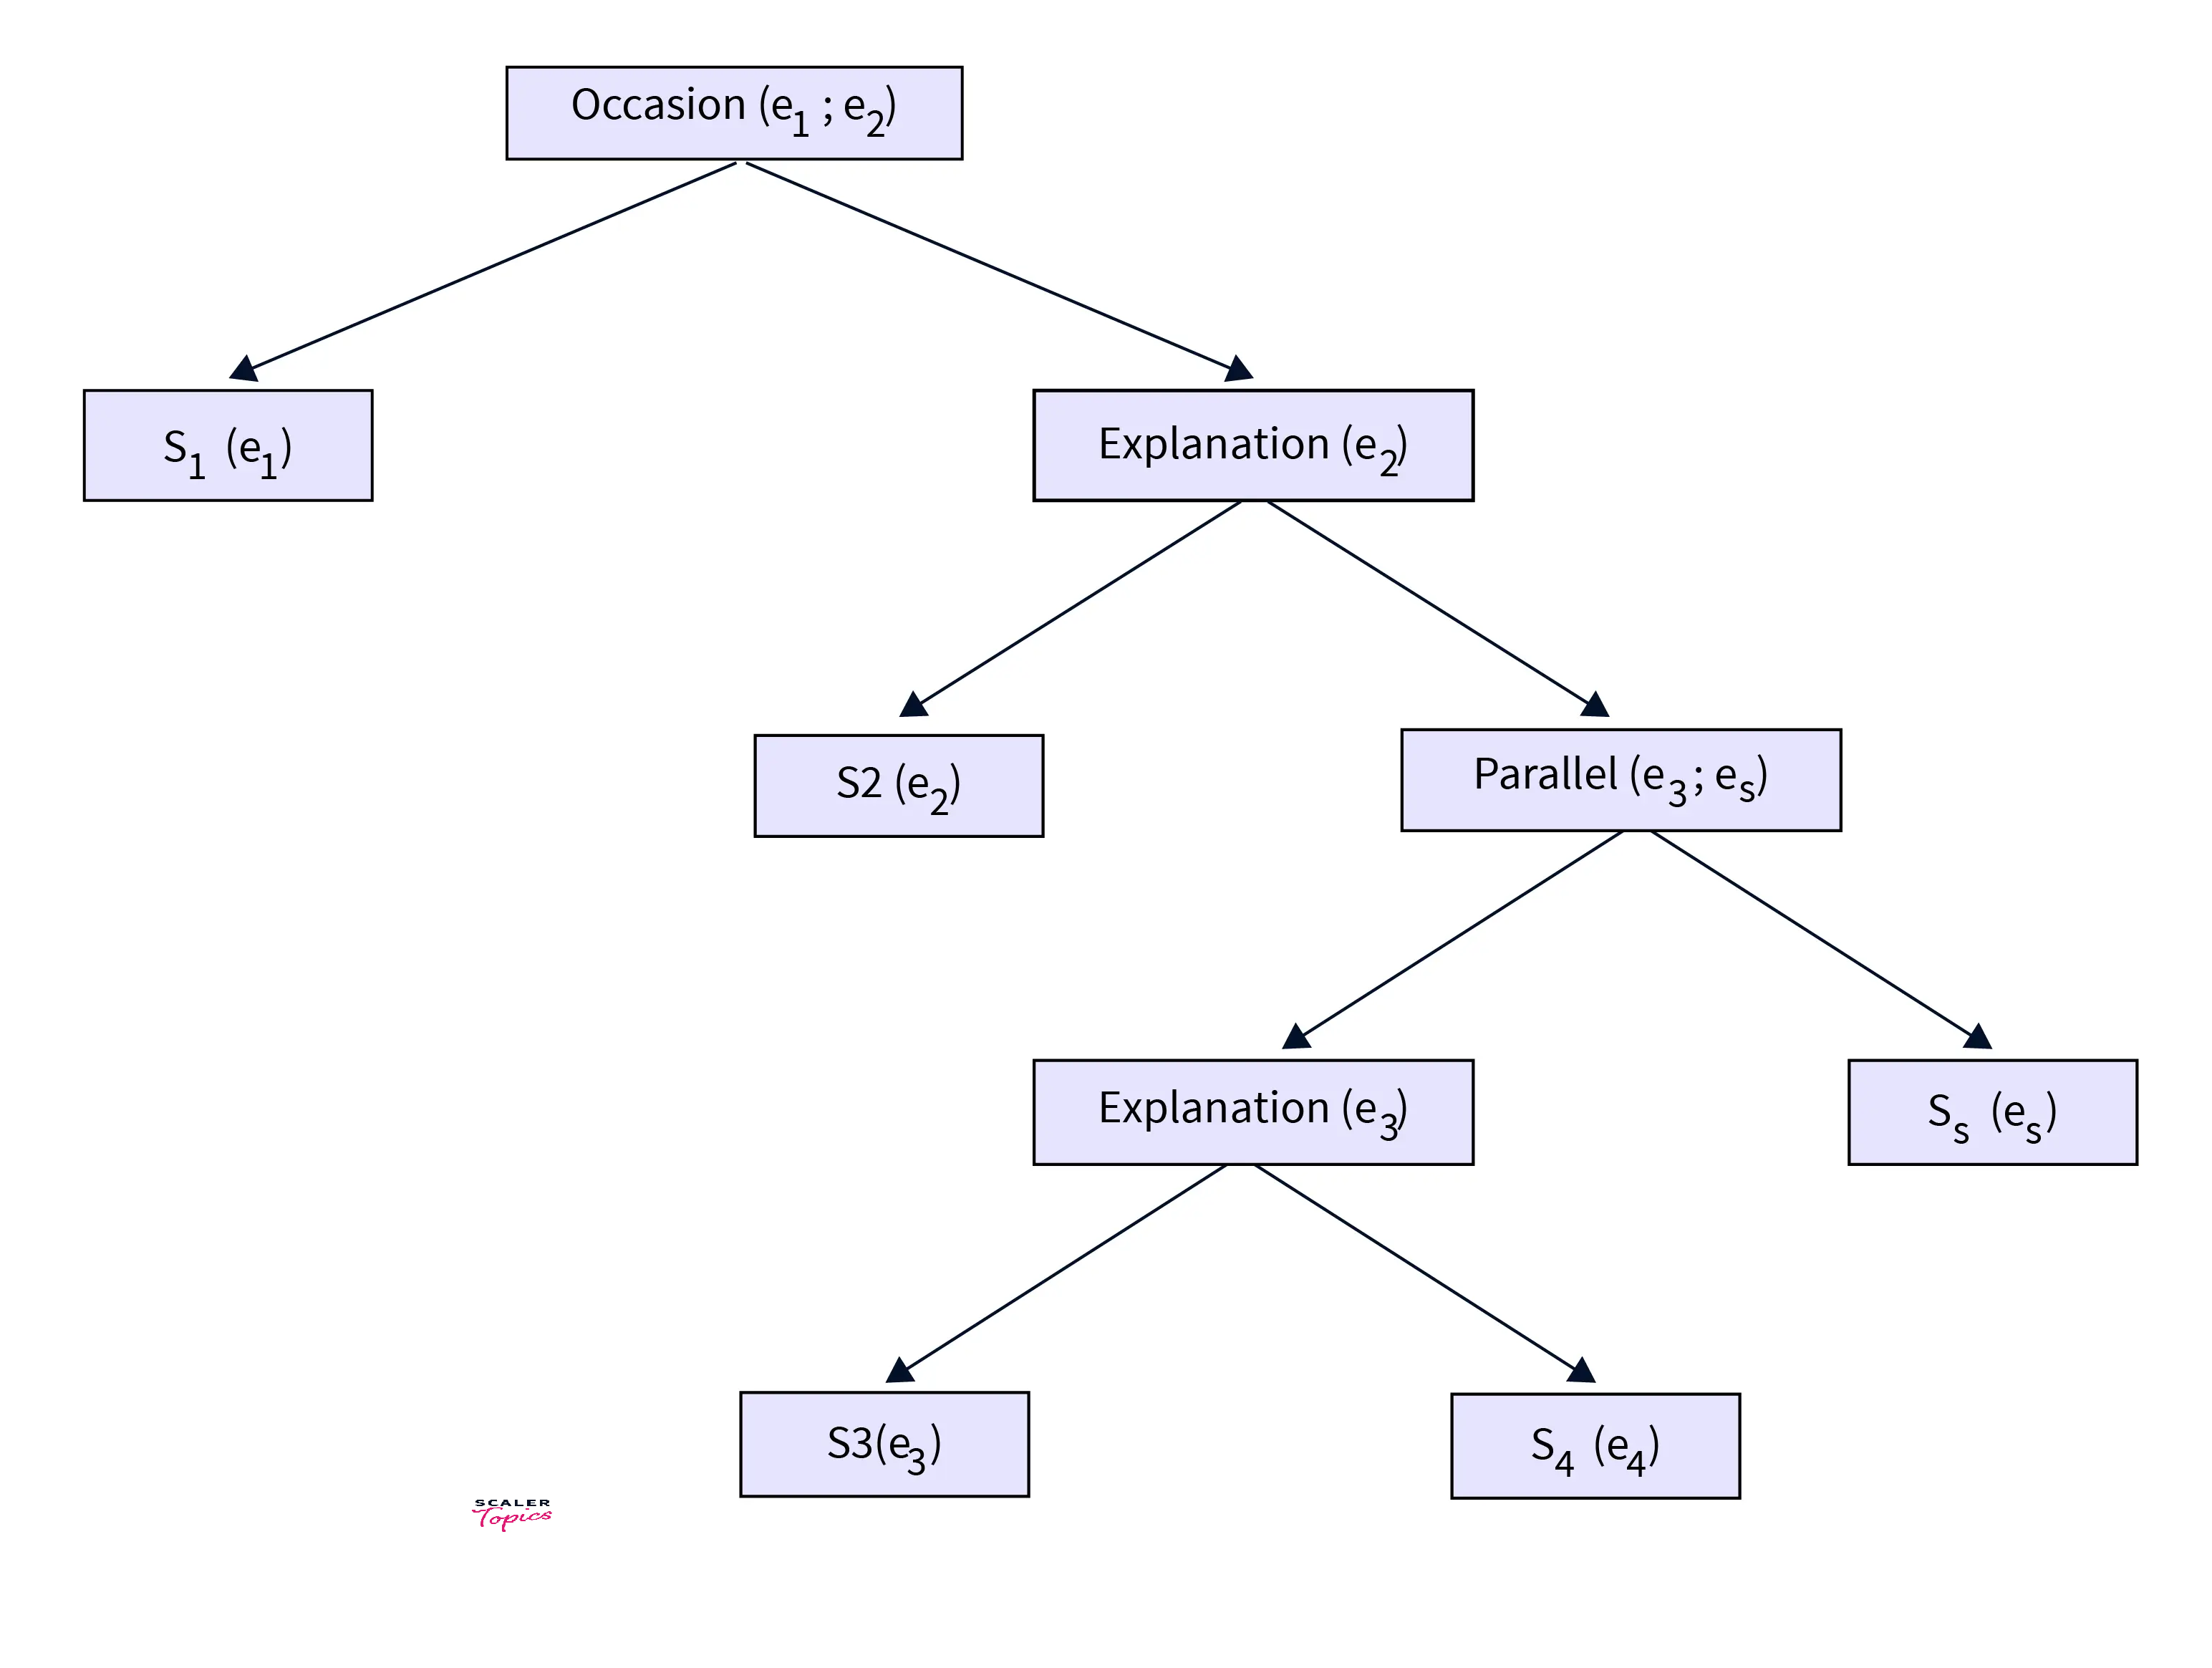 Occasion (e₁ ; e₂)
S₁ (e₁)
Explanation (e₂)
S2 (e₂)
Parallel (e₃ ; eₛ)
Explanation (e₃)
Sₛ (eₛ)
S3(e₃)
S₄ (e₄)
SCALER
Topics